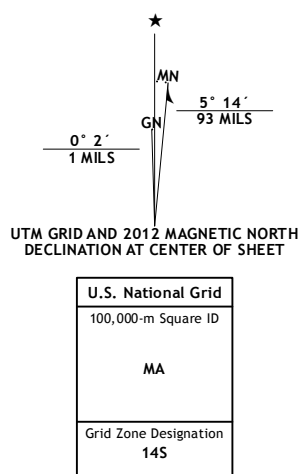 ★
MN
5° 14´
93 MILS
GN
0° 2´
1 MILS
UTM GRID AND 2012 MAGNETIC NORTH
DECLINATION AT CENTER OF SHEET
U.S. National Grid
100,000-m Square ID
MA
Grid Zone Designation
14S